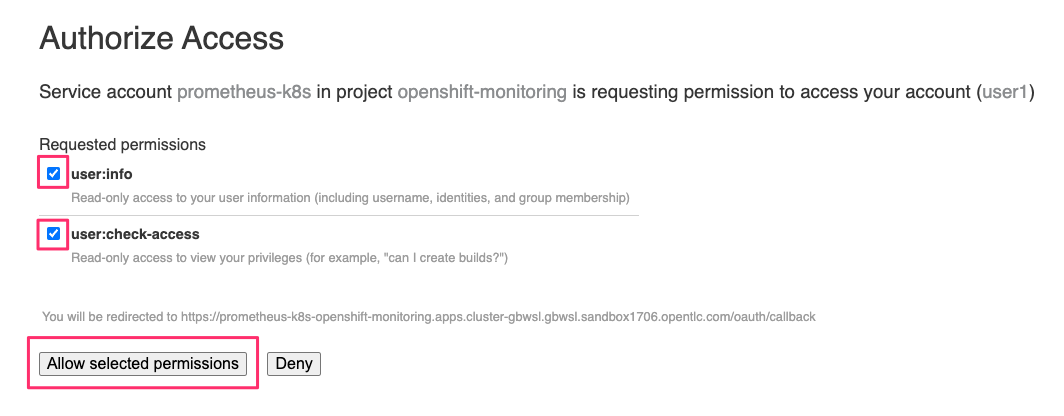 Authorize Access
Service account prometheus-k8s in project openshift-monitoring is requesting permission to access your account (user1)
Requested permissions
user:info
Read-only access to your user information (including username, identities, and group membership)
user:check-access
Read-only access to view your privileges (for example, "can I create builds?")
You will be redirected to https://prometheus-k8s-openshift-monitoring.apps.cluster-gbwsl.gbwsl.sandbox1706.opentlc.com/oauth/callback
Allow selected permissions Deny